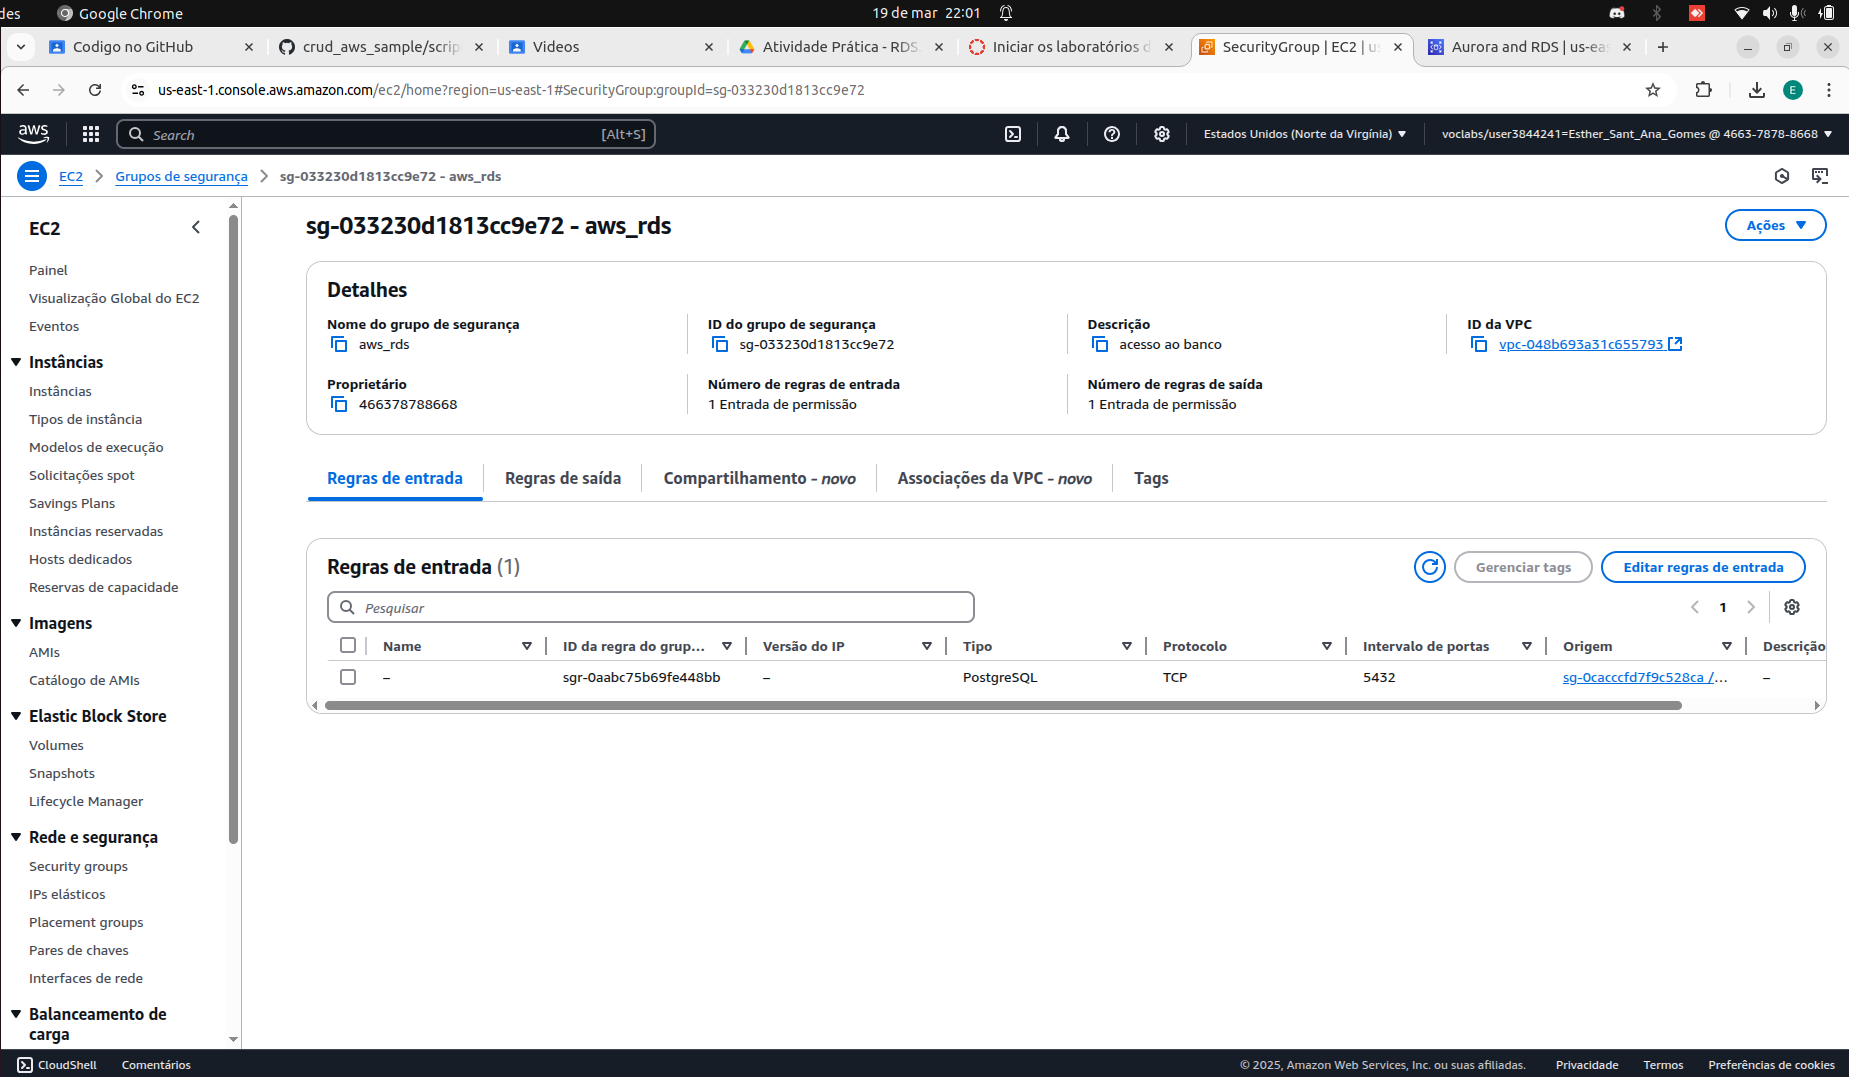 des
Google Chrome
19 de mar 22:01
Codigo no GitHub
crud_aws_sample/scrip
Videos
Atividade Prática - RDS
Iniciar os laboratórios d
SecurityGroup | EC2 | us
Aurora and RDS | us-eas
us-east-1.console.aws.amazon.com/ec2/home?region=us-east-1#SecurityGroup:groupId=sg-033230d1813cc9e72
E
aws
Search
[Alt+S]
Estados Unidos (Norte da Virgínia)
voclabs/user3844241=Esther_Sant_Ana_Gomes @ 4663-7878-8668
EC2
Grupos de segurança
sg-033230d1813cc9e72 - aws_rds
EC2
Painel
Visualização Global do EC2
Eventos
Instâncias
Instâncias
Tipos de instância
Modelos de execução
Solicitações spot
Savings Plans
Instâncias reservadas
Hosts dedicados
Reservas de capacidade
Imagens
AMIs
Catálogo de AMIs
Elastic Block Store
Volumes
Snapshots
Lifecycle Manager
Rede e segurança
Security groups
IPs elásticos
Placement groups
Pares de chaves
Interfaces de rede
Balanceamento de
carga
sg-033230d1813cc9e72 - aws_rds
Ações
Detalhes
Nome do grupo de segurança
aws_rds
ID do grupo de segurança
sg-033230d1813cc9e72
Descrição
acesso ao banco
ID da VPC
vpc-048b693a31c655793
Proprietário
466378788668
Número de regras de entrada
1 Entrada de permissão
Número de regras de saída
1 Entrada de permissão
Regras de entrada
Regras de saída
Compartilhamento - novo
Associações da VPC - novo
Tags
Regras de entrada (1)
Gerenciar tags
Editar regras de entrada
Pesquisar
1
Name
ID da regra do grup...
Versão do IP
Tipo
Protocolo
Intervalo de portas
Origem
Descrição
–
sgr-0aabc75b69fe448bb
–
PostgreSQL
TCP
5432
sg-0cacccfd7f9c528ca /...
–
CloudShell
Comentários
© 2025, Amazon Web Services, Inc. ou suas afiliadas.
Privacidade
Termos
Preferências de cookies